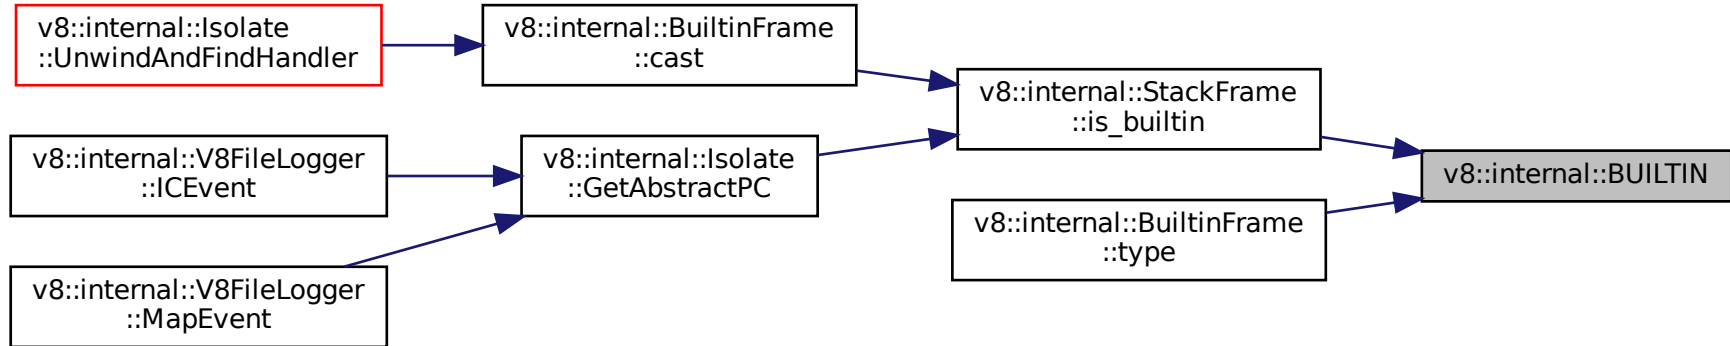 v8::internal::Isolate
::UnwindAndFindHandler
v8::internal::BuiltinFrame
::cast
v8::internal::StackFrame
::is_builtin
v8::internal::V8FileLogger
::ICEvent
v8::internal::Isolate
::GetAbstractPC
v8::internal::BUILTIN
v8::internal::BuiltinFrame
::type
v8::internal::V8FileLogger
::MapEvent